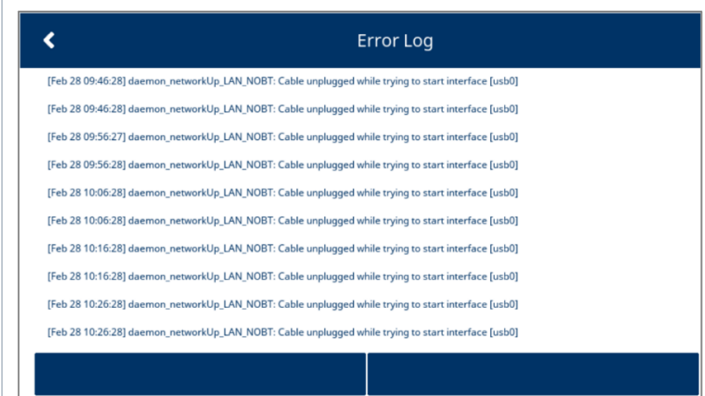 Error Log
[Feb 28 09:46:28] daemon_networkUp_LAN_NOBT: Cable unplugged while trying to start interface [usb0]
[Feb 28 09:46:28] daemon_networkUp_LAN_NOBT: Cable unplugged while trying to start interface [usb0]
[Feb 28 09:56:27] daemon_networkUp_LAN_NOBT: Cable unplugged while trying to start interface [usb0]
[Feb 28 09:56:28] daemon_networkUp_LAN_NOBT: Cable unplugged while trying to start interface [usb0]
[Feb 28 10:06:28] daemon_networkUp_LAN_NOBT: Cable unplugged while trying to start interface [usb0]
[Feb 28 10:06:28] daemon_networkUp_LAN_NOBT: Cable unplugged while trying to start interface [usb0]
[Feb 28 10:16:28] daemon_networkUp_LAN_NOBT: Cable unplugged while trying to start interface [usb0]
[Feb 28 10:16:28] daemon_networkUp_LAN_NOBT: Cable unplugged while trying to start interface [usb0]
[Feb 28 10:26:28] daemon_networkUp_LAN_NOBT: Cable unplugged while trying to start interface [usb0]
[Feb 28 10:26:28] daemon_networkUp_LAN_NOBT: Cable unplugged while trying to start interface [usb0]